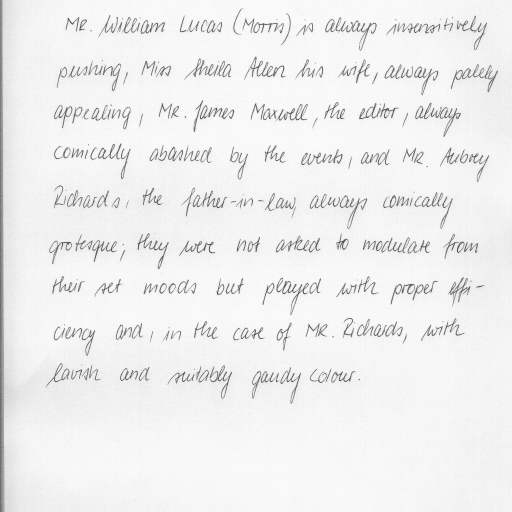 Mr. William Lucas (Morris) is always insensitively
pushing, Miss Sheila Allen his wife, always palely
appealing, Mr. James Maxwell, the editor, always
comically abashed by the events, and Mr. Aubrey
Richards, the father-in-law, always comically
grotesque; they were not asked to modulate from
their set moods but played with proper effi-
ciency and, in the case of Mr. Richards, with
lavish and suitably gaudy colour.